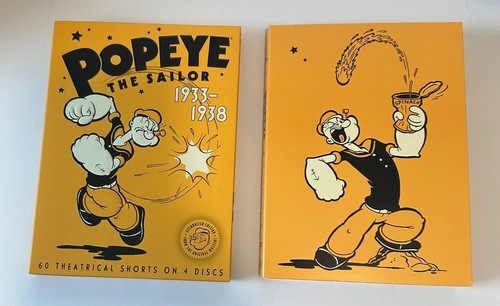 POPEYE
THE SAILOR
1933-
1938
60 THEATRICAL SHORTS ON 4 DISCS
SPINACH